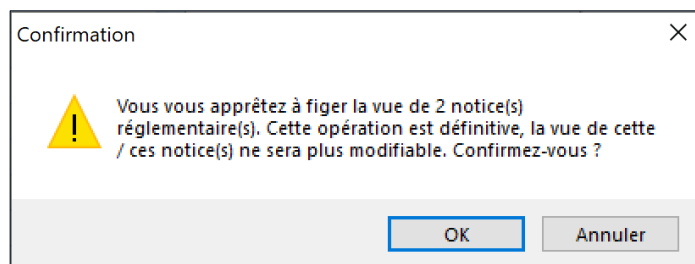 Confirmation
Vous vous apprêtez à figer la vue de 2 notice(s)
réglementaire(s). Cette opération est définitive, la vue de cette
/ ces notice(s) ne sera plus modifiable. Confirmez-vous ?
OK
Annuler